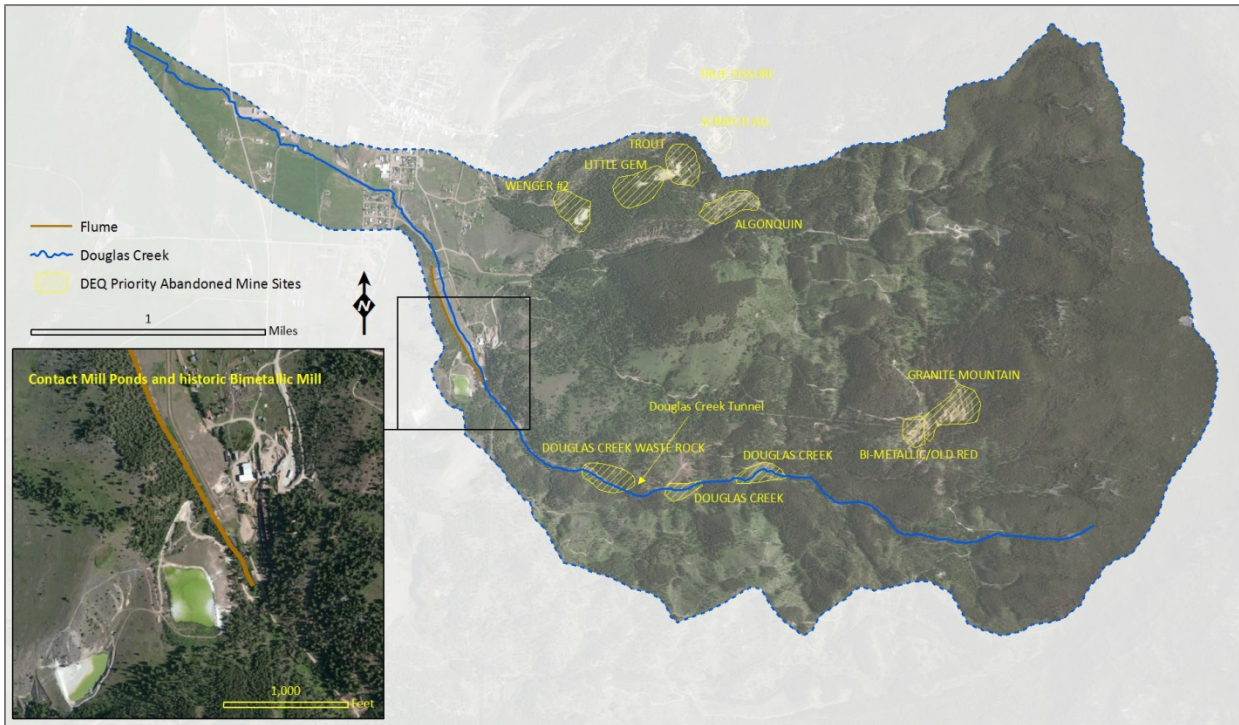 TRUE FISSURE
SCRATCH ALL
TROUT
LITTLE GEM
WENGER #2
ALGONQUIN
Flume
Douglas Creek
DEQ Priority Abandoned Mine Sites
N
1
Miles
GRANITE MOUNTAIN
Contact Mill Ponds and historic Bimetallic Mill
Douglas Creek Tunnel
DOUGLAS CREEK WASTE ROCK
DOUGLAS CREEK
BI-METALLIC/OLD RED
DOUGLAS CREEK
1,000
Feet